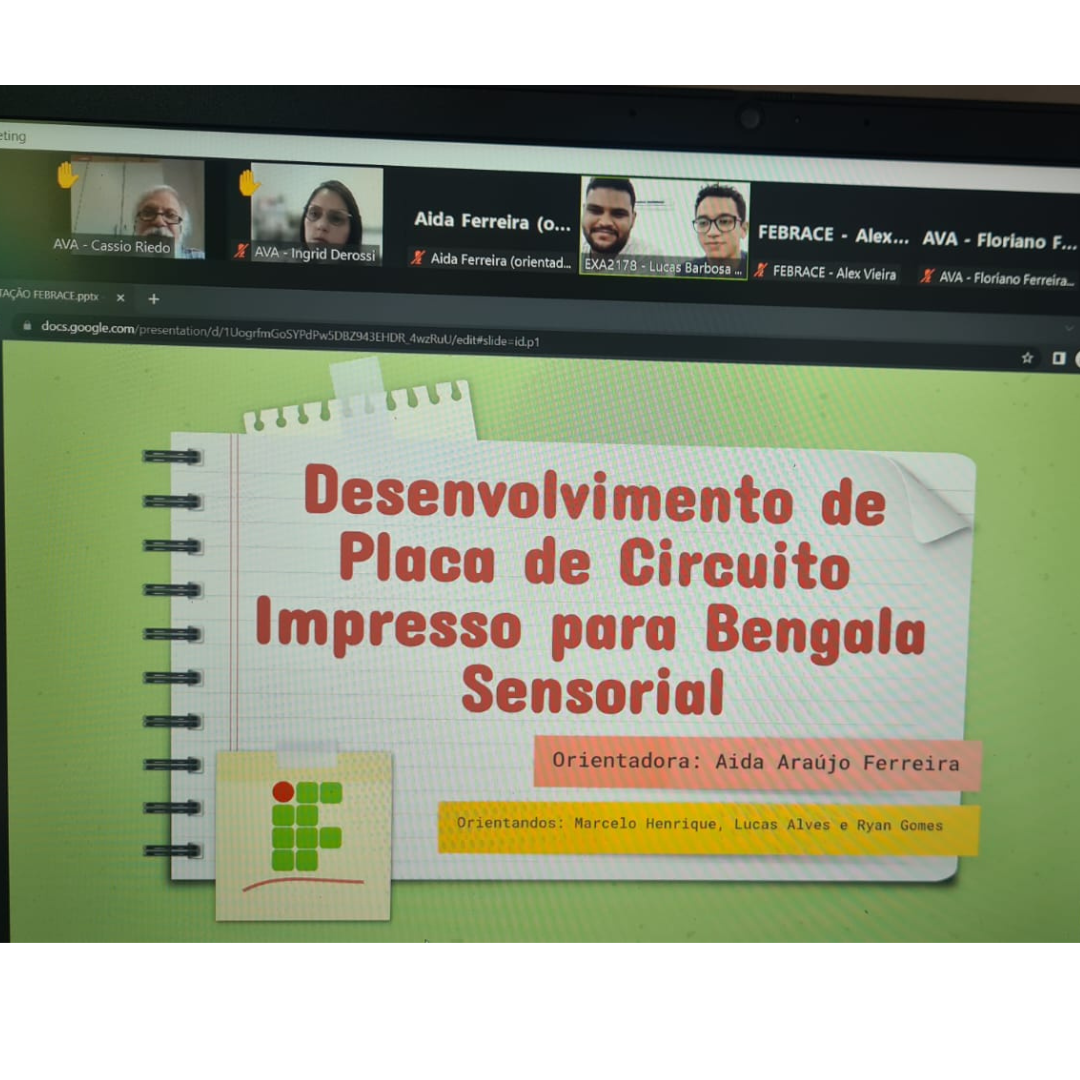 eting
AVA - Cassio Riedo
AVA - Ingrid Derossi
Aida Ferreira (o...
Aida Ferreira (orientad...
EXA2178 - Lucas Barbosa ...
FEBRACE - Alex...
FEBRACE - Alex Vieira
AVA - Floriano F...
AVA - Floriano Ferreira...
TAÇÃO FEBRACE.pptx
docs.google.com/presentation/d/1UogrfmGoSYPdPw5DBZ943EHDR_4wzRuU/edit#slide=id.p1
Desenvolvimento de
Placa de Circuito
Impresso para Bengala
Sensorial
Orientadora: Aida Araújo Ferreira
Orientandos: Marcelo Henrique, Lucas Alves e Ryan Gomes